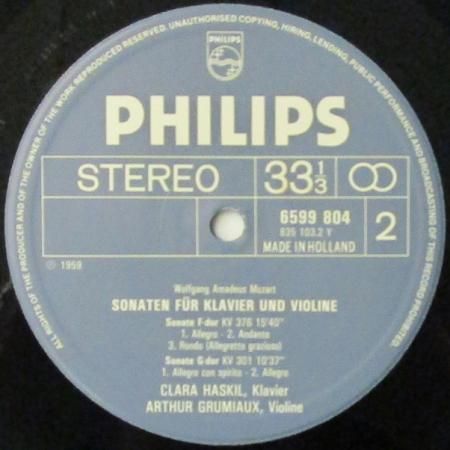 ALL RIGHTS OF THE PRODUCER AND OF THE OWNER OF THE WORK REPRODUCED RESERVED. UNAUTHORISED COPYING, HIRING, LENDING, PUBLIC PERFORMANCE AND BROADCASTING OF THIS RECORD PROHIBITED.
PHILIPS
PHILIPS
STEREO 33 1/3
6599 804
835 103.2 Y
MADE IN HOLLAND
2
℗ 1959
Wolfgang Amadeus Mozart
SONATEN FÜR KLAVIER UND VIOLINE
Sonate F-dur KV 376 15'40"
1. Allegro - 2. Andante
3. Rondo (Allegretto grazioso)
Sonate G-dur KV 301 10'37"
1. Allegro con spirito - 2. Allegro
CLARA HASKIL, Klavier
ARTHUR GRUMIAUX, Violine